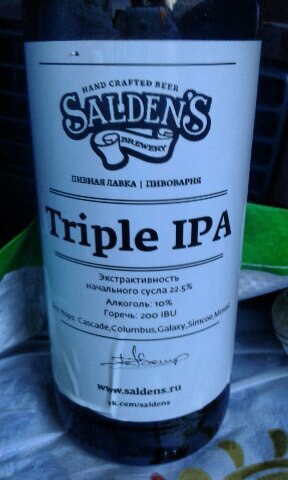 HAND CRAFTED BEER
SALDEN'S
BREWERY
ПИВНАЯ ЛАВКА | ПИВОВАРНЯ
Triple IPA
Экстрактивность
начального сусла 22.5%
Алкоголь: 10%
Горечь: 200 IBU
hops: Cascade,Columbus,Galaxy,Simcoe,Mosaic
www.saldens.ru
vk.com/saldens